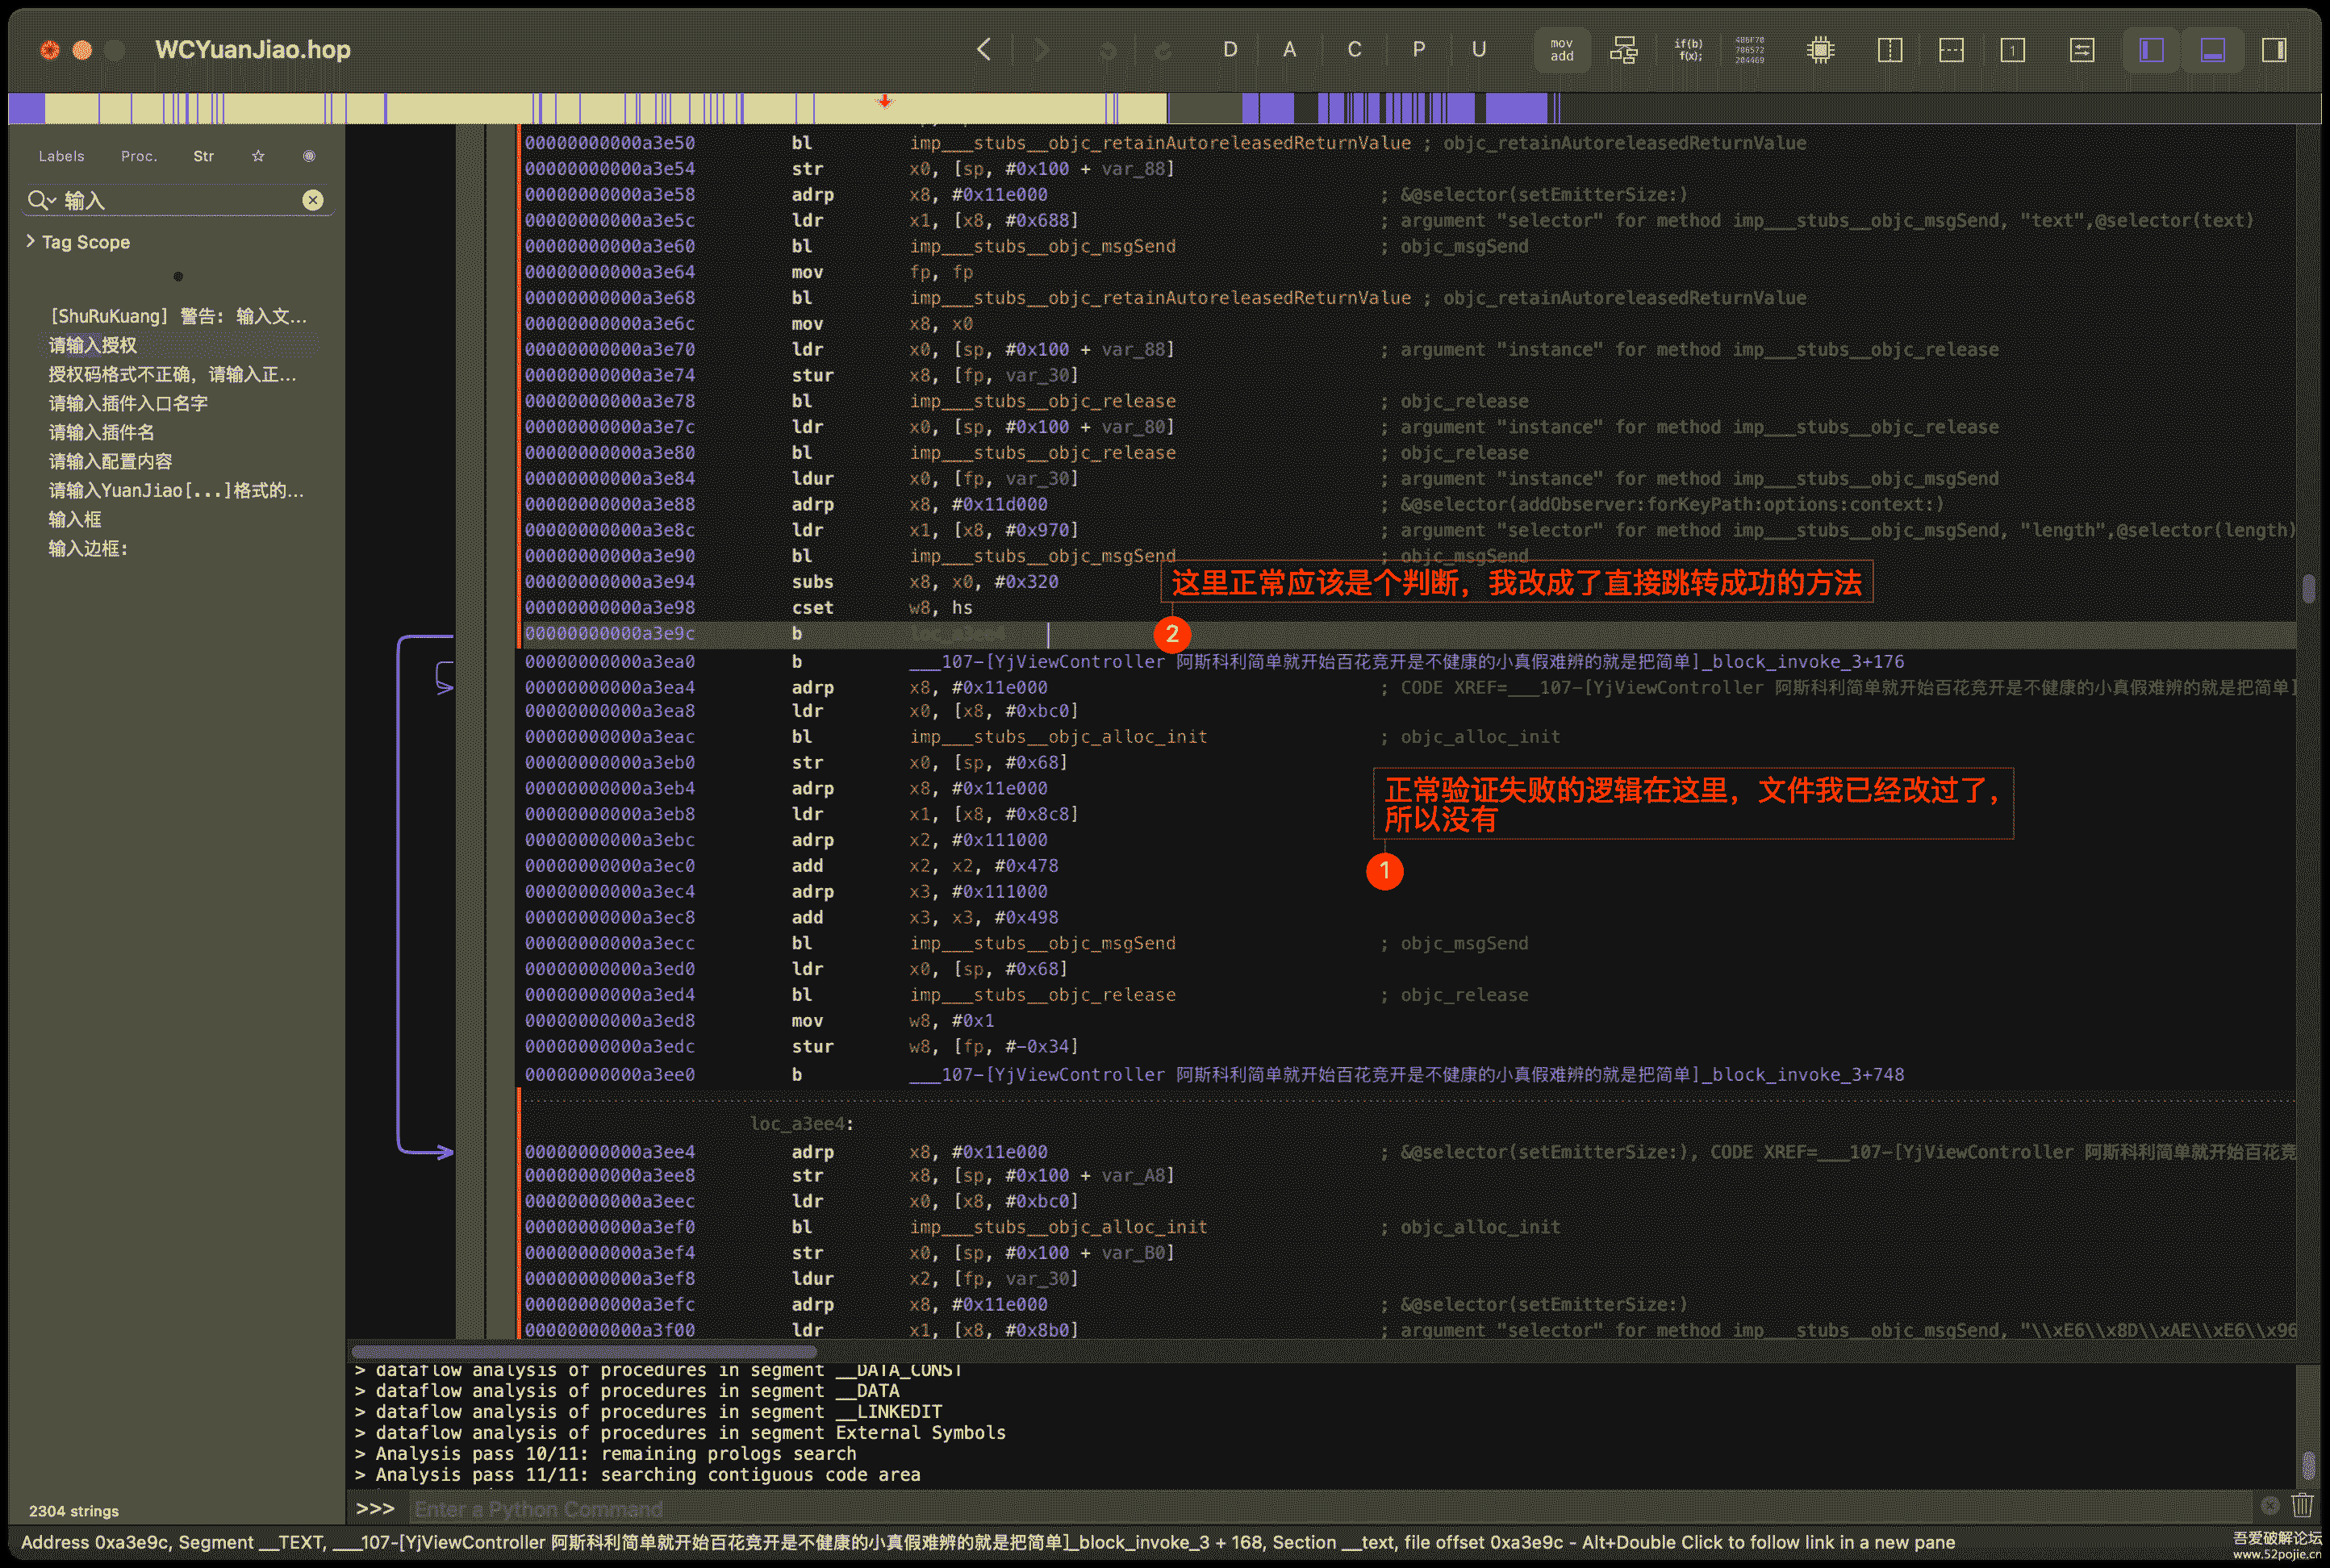 WCYuanJiao.hop
D A C P U
mov add
if(b) f(x);
Labels Proc. Str
输入
Tag Scope
[ShuRuKuang] 警告: 输入文...
请输入授权
授权码格式不正确, 请输入正...
请输入插件入口名字
请输入插件名
请输入配置内容
请输入YuanJiao[...]格式的...
输入框
输入边框:
2304 strings
00000000000a3e50 bl imp___stubs__objc_retainAutoreleasedReturnValue ; objc_retainAutoreleasedReturnValue
00000000000a3e54 str x0, [sp, #0x100 + var_88]
00000000000a3e58 adrp x8, #0x11e000 ; &@selector(setEmitterSize:)
00000000000a3e5c ldr x1, [x8, #0x688] ; argument "selector" for method imp___stubs__objc_msgSend, "text",@selector(text)
00000000000a3e60 bl imp___stubs__objc_msgSend ; objc_msgSend
00000000000a3e64 mov fp, fp
00000000000a3e68 bl imp___stubs__objc_retainAutoreleasedReturnValue ; objc_retainAutoreleasedReturnValue
00000000000a3e6c mov x8, x0
00000000000a3e70 ldr x0, [sp, #0x100 + var_88] ; argument "instance" for method imp___stubs__objc_release
00000000000a3e74 stur x8, [fp, var_30]
00000000000a3e78 bl imp___stubs__objc_release ; objc_release
00000000000a3e7c ldr x0, [sp, #0x100 + var_80] ; argument "instance" for method imp___stubs__objc_release
00000000000a3e80 bl imp___stubs__objc_release ; objc_release
00000000000a3e84 ldur x0, [fp, var_30] ; argument "instance" for method imp___stubs__objc_msgSend
00000000000a3e88 adrp x8, #0x11d000 ; &@selector(addObserver:forKeyPath:options:context:)
00000000000a3e8c ldr x1, [x8, #0x970] ; argument "selector" for method imp___stubs__objc_msgSend, "length",@selector(length)
00000000000a3e90 bl imp___stubs__objc_msgSend ; objc_msgSend
00000000000a3e94 subs x8, x0, #0x320
这里正常应该是个判断，我改成了直接跳转成功的方法
00000000000a3e98 cset w8, hs
2
00000000000a3e9c b loc_a3ee4
00000000000a3ea0 b ___107-[YjViewController 阿斯科利简单就开始百花竞开是不健康的小真假难辨的就是把简单]_block_invoke_3+176
00000000000a3ea4 adrp x8, #0x11e000 ; CODE XREF=___107-[YjViewController 阿斯科利简单就开始百花竞开是不健康的小真假难辨的就是把简单]
00000000000a3ea8 ldr x0, [x8, #0xbc0]
00000000000a3eac bl imp___stubs__objc_alloc_init ; objc_alloc_init
00000000000a3eb0 str x0, [sp, #0x68]
00000000000a3eb4 adrp x8, #0x11e000
正常验证失败的逻辑在这里，文件我已经改过了，
所以没有
00000000000a3eb8 ldr x1, [x8, #0x8c8]
00000000000a3ebc adrp x2, #0x111000
00000000000a3ec0 add x2, x2, #0x478
1
00000000000a3ec4 adrp x3, #0x111000
00000000000a3ec8 add x3, x3, #0x498
00000000000a3ecc bl imp___stubs__objc_msgSend ; objc_msgSend
00000000000a3ed0 ldr x0, [sp, #0x68]
00000000000a3ed4 bl imp___stubs__objc_release ; objc_release
00000000000a3ed8 mov w8, #0x1
00000000000a3edc stur w8, [fp, #-0x34]
00000000000a3ee0 b ___107-[YjViewController 阿斯科利简单就开始百花竞开是不健康的小真假难辨的就是把简单]_block_invoke_3+748
loc_a3ee4:
00000000000a3ee4 adrp x8, #0x11e000 ; &@selector(setEmitterSize:), CODE XREF=___107-[YjViewController 阿斯科利简单就开始百花竞
00000000000a3ee8 str x8, [sp, #0x100 + var_A8]
00000000000a3eec ldr x0, [x8, #0xbc0]
00000000000a3ef0 bl imp___stubs__objc_alloc_init ; objc_alloc_init
00000000000a3ef4 str x0, [sp, #0x100 + var_B0]
00000000000a3ef8 ldur x2, [fp, var_30]
00000000000a3efc adrp x8, #0x11e000 ; &@selector(setEmitterSize:)
00000000000a3f00 ldr x1, [x8, #0x8b0] ; argument "selector" for method imp___stubs__objc_msgSend, "\\xE6\\x8D\\xAE\\xE6\\x96
> dataflow analysis of procedures in segment __DATA_CONST
> dataflow analysis of procedures in segment __DATA
> dataflow analysis of procedures in segment __LINKEDIT
> dataflow analysis of procedures in segment External Symbols
> Analysis pass 10/11: remaining prologs search
> Analysis pass 11/11: searching contiguous code area
>>> Enter a Python Command
Address 0xa3e9c, Segment __TEXT, ___107-[YjViewController 阿斯科利简单就开始百花竞开是不健康的小真假难辨的就是把简单]_block_invoke_3 + 168, Section __text, file offset 0xa3e9c - Alt+Double Click to follow link in a new pane
吾爱破解论坛
www.52pojie.cn